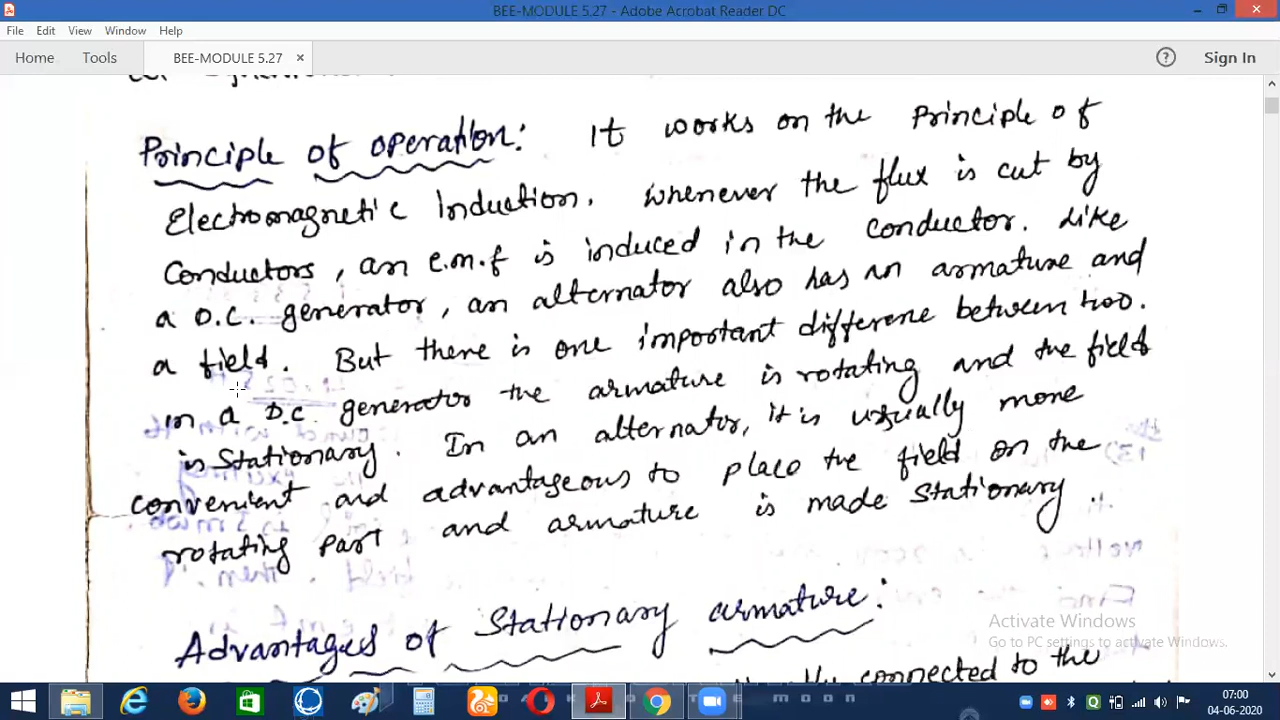 BEE-MODULE 5.27 - Adobe Acrobat Reader DC
File Edit View Window Help
Home Tools BEE-MODULE 5.27 × ? Sign In
Principle of operation: It works on the Principle of
Electromagnetic Induction. Whenever the flux is cut by
Conductors, an e.m.f is induced in the conductor. Like
a D.C. generator, an alternator also has an armature and
a field. But there is one important difference between two.
In a D.C generator the armature is rotating and the field
is Stationary. In an alternator, it is usually more
convenient and advantageous to place the field on the
rotating part and armature is made Stationary.
Advantages of Stationary armature:
connected to the
Activate Windows
Go to PC settings to activate Windows.
07:00
04-06-2020